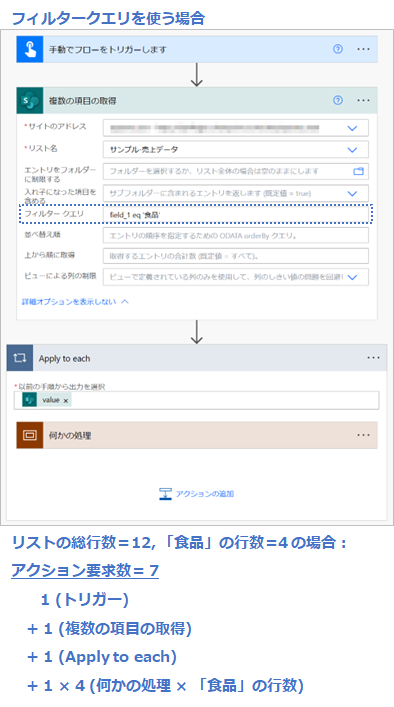 フィルタークエリを使う場合
手動でフローをトリガーします
複数の項目の取得
*サイトのアドレス
*リスト名
サンプル-売上データ
エントリをフォルダーに制限する
フォルダーを選択するか、リスト全体の場合は空のままにします
入れ子になった項目を含める
サブフォルダーに含まれるエントリを返します (既定値 = true)
フィルター クエリ
field_1 eq '食品'
並べ替え順
エントリの順序を指定するための ODATA orderBy クエリ。
上から順に取得
取得するエントリの合計数 (既定値 = すべて)。
ビューによる列の制限
ビューで定義されている列のみを使用して、列のしきい値の問題を回避し
詳細オプションを表示しない
Apply to each
*以前の手順から出力を選択
value ×
何かの処理
アクションの追加
リストの総行数=12, 「食品」の行数=4 の場合：
アクション要求数= 7
1 (トリガー)
+ 1 (複数の項目の取得)
+ 1 (Apply to each)
+ 1 × 4 (何かの処理 × 「食品」の行数)